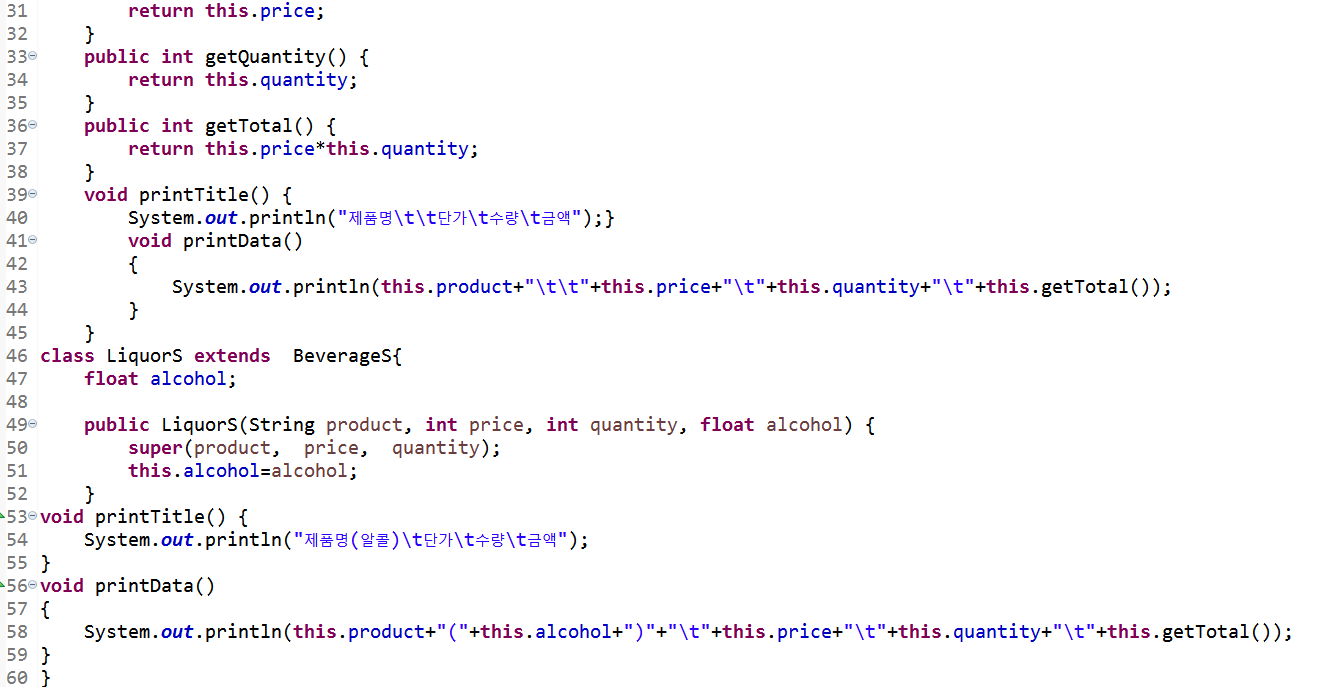 31         return this.price;
32     }
33     public int getQuantity() {
34         return this.quantity;
35     }
36     public int getTotal() {
37         return this.price*this.quantity;
38     }
39     void printTitle() {
40         System.out.println("제품명\t\t단가\t수량\t금액");}
41         void printData()
42         {
43             System.out.println(this.product+"\t\t"+this.price+"\t"+this.quantity+"\t"+this.getTotal());
44         }
45     }
46 class LiquorS extends  BeverageS{
47     float alcohol;
48
49     public LiquorS(String product, int price, int quantity, float alcohol) {
50         super(product,  price,  quantity);
51         this.alcohol=alcohol;
52     }
53 void printTitle() {
54     System.out.println("제품명(알콜)\t단가\t수량\t금액");
55 }
56 void printData()
57 {
58     System.out.println(this.product+"("+this.alcohol+")"+"\t"+this.price+"\t"+this.quantity+"\t"+this.getTotal());
59 }
60 }